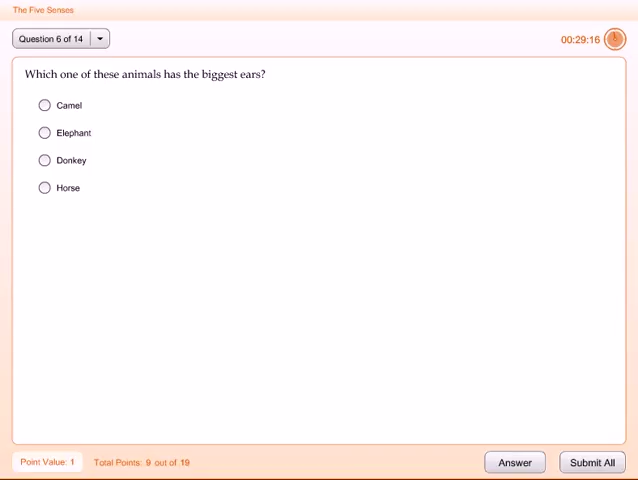 The Five Senses
Question 6 of 14
00:29:16
Which one of these animals has the biggest ears?
Camel
Elephant
Donkey
Horse
Point Value: 1
Total Points: 9 out of 19
Answer
Submit All